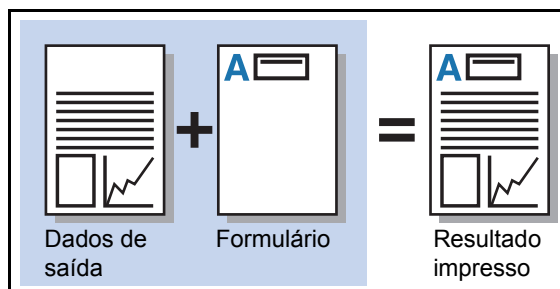 A
A
Dados de
saída
Formulário
Resultado
impresso